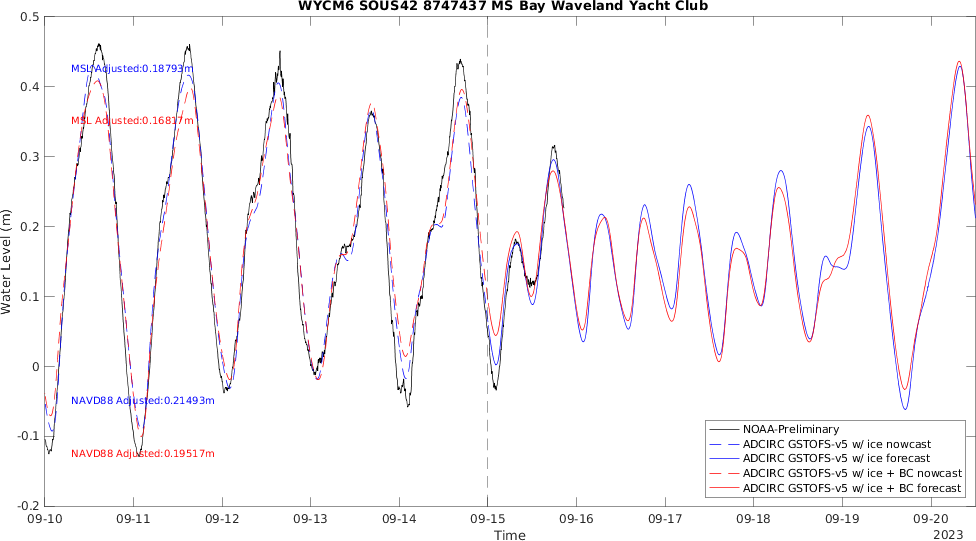 WYCM6 SOUS42 8747437 MS Bay Waveland Yacht Club
0.5
MSL Adjusted:0.18793m
0.4
MSL Adjusted:0.16817m
0.3
0.2
Water Level (m)
0.1
0
NAVD88 Adjusted:0.21493m
-0.1
NAVD88 Adjusted:0.19517m
-0.2
NOAA-Preliminary
ADCIRC GSTOFS-v5 w/ ice nowcast
ADCIRC GSTOFS-v5 w/ ice forecast
ADCIRC GSTOFS-v5 w/ ice + BC nowcast
ADCIRC GSTOFS-v5 w/ ice + BC forecast
09-10 09-11 09-12 09-13 09-14 09-15 09-16 09-17 09-18 09-19 09-20
Time
2023